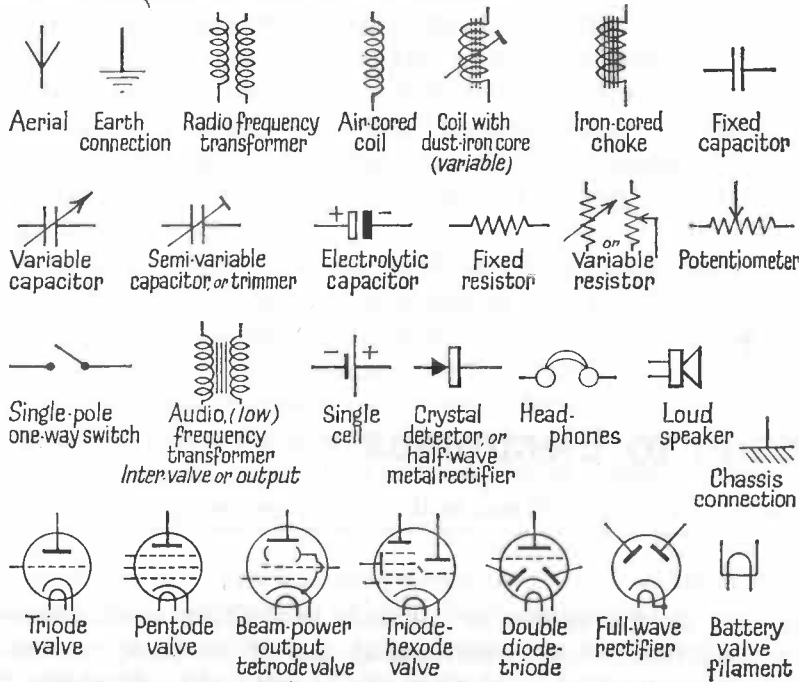 Aerial
Earth
connection
Radio frequency
transformer
Air-cored
coil
Coil with
dust-iron core
(variable)
Iron-cored
choke
Fixed
capacitor
Variable
capacitor
Semi-variable
capacitor, or trimmer
+ -
Electrolytic
capacitor
Fixed
resistor
or
Variable
resistor
Potentiometer
Single-pole
one-way switch
Audio, (low)
frequency
transformer
Inter-valve or output
- +
Single
cell
Crystal
detector, or
half-wave
metal rectifier
Head-
phones
Loud
speaker
Chassis
connection
Triode
valve
Pentode
valve
Beam-power
output
tetrode valve
Triode-
hexode
valve
Double
diode-
triode
Full-wave
rectifier
Battery
valve
filament